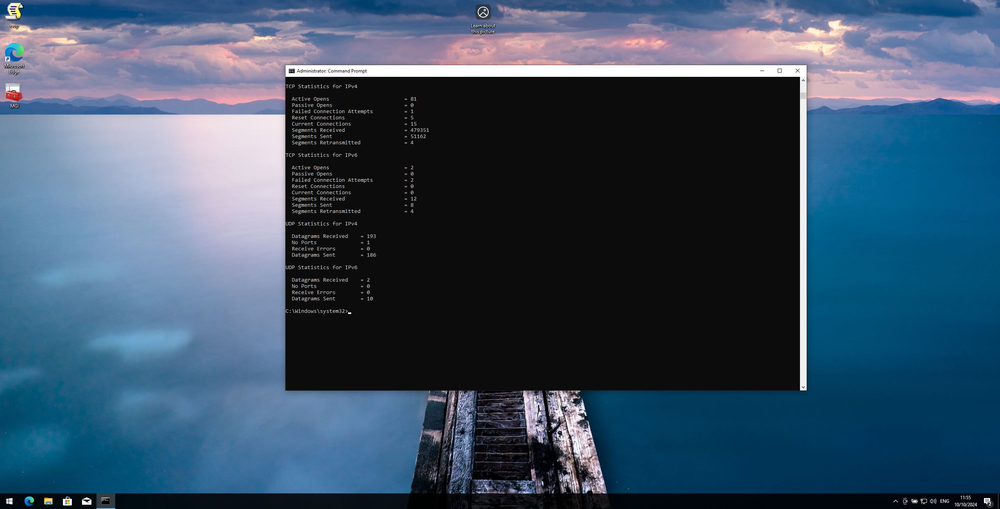 rsop
Microsoft
Edge
MGI
Learn about
this picture
Administrator: Command Prompt
TCP Statistics for IPv4
Active Opens = 81
Passive Opens = 0
Failed Connection Attempts = 1
Reset Connections = 5
Current Connections = 15
Segments Received = 479351
Segments Sent = 51162
Segments Retransmitted = 4
TCP Statistics for IPv6
Active Opens = 2
Passive Opens = 0
Failed Connection Attempts = 2
Reset Connections = 0
Current Connections = 0
Segments Received = 12
Segments Sent = 8
Segments Retransmitted = 4
UDP Statistics for IPv4
Datagrams Received = 193
No Ports = 1
Receive Errors = 0
Datagrams Sent = 186
UDP Statistics for IPv6
Datagrams Received = 2
No Ports = 0
Receive Errors = 0
Datagrams Sent = 10
C:\Windows\system32>
ENG
11:55
10/10/2024
2